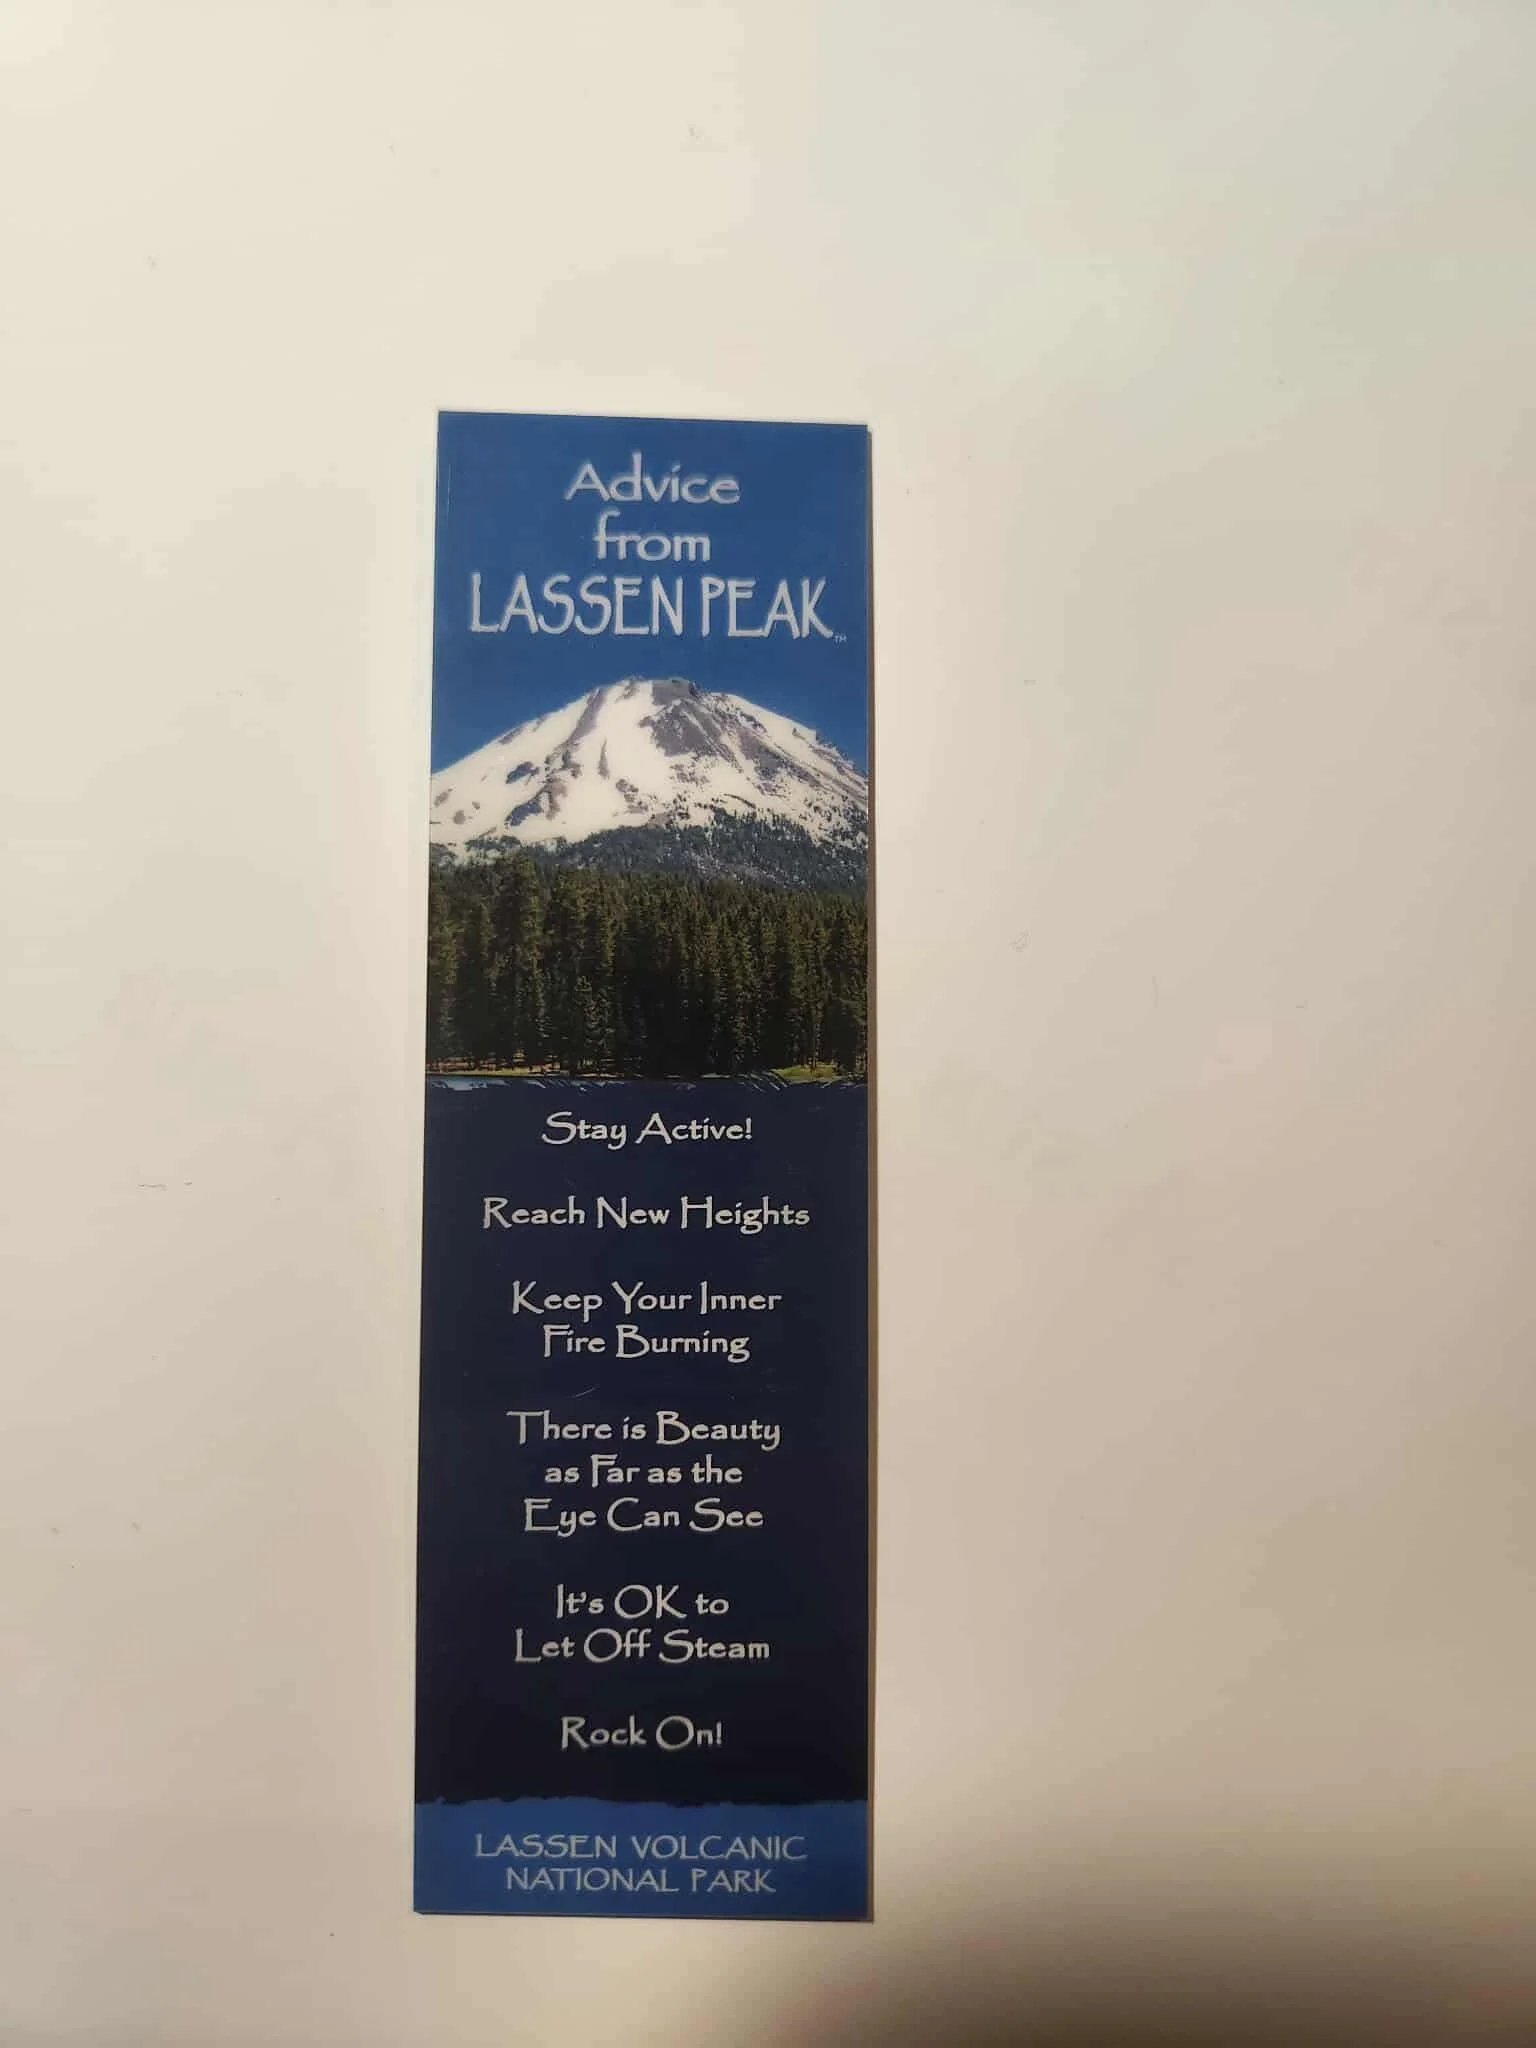 Advice
from
LASSEN PEAK™
Stay Active!
Reach New Heights
Keep Your Inner
Fire Burning
There is Beauty
as Far as the
Eye Can See
It's OK to
Let Off Steam
Rock On!
LASSEN VOLCANIC
NATIONAL PARK